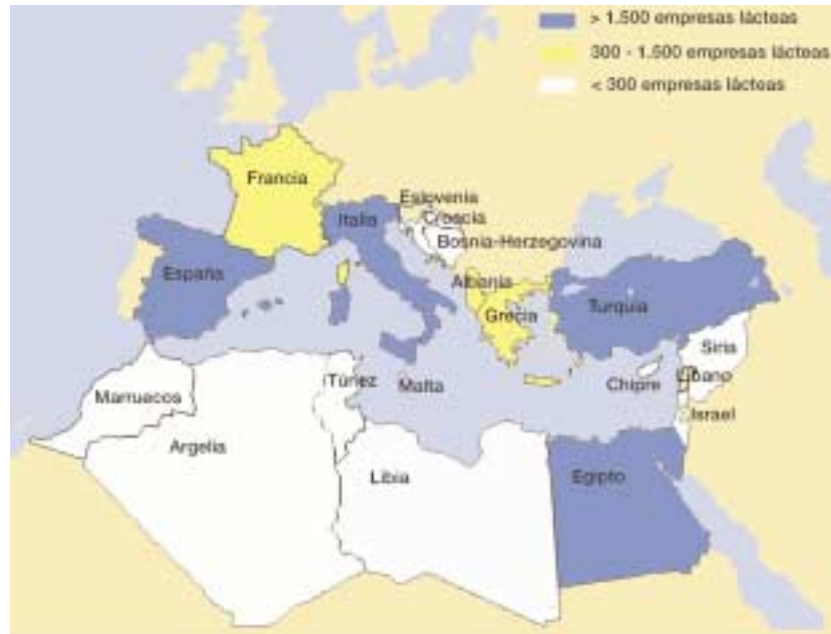 > 1.500 empresas lácteas
300 - 1.500 empresas lácteas
< 300 empresas lácteas
Francia
Eslovenia
Italia
Croacia
Bosnia-Herzegovina
España
Albania
Grecia
Turquia
Siria
Líbano
Túnez
Malta
Chipre
Marruecos
Israel
Argelia
Libia
Egipto